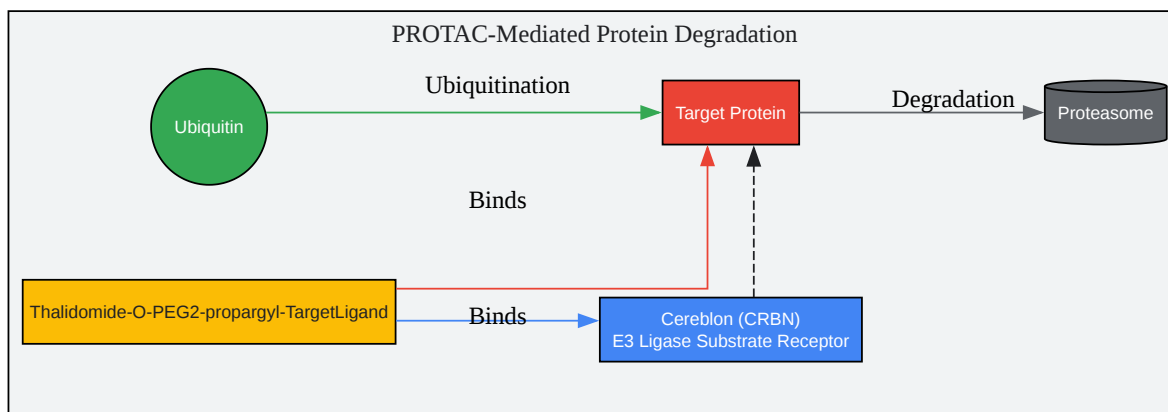 PROTAC-Mediated Protein Degradation
Ubiquitination
Degradation
Ubiquitin
Target Protein
Proteasome
Binds
Thalidomide-O-PEG2-propargyl-TargetLigand
Binds
Cereblon (CRBN)
E3 Ligase Substrate Receptor